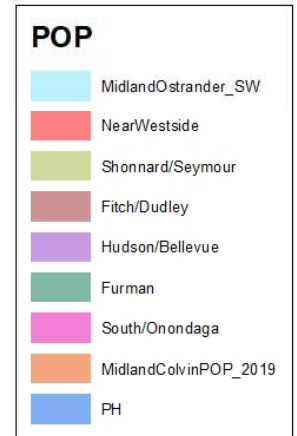 POP
MidlandOstrander_SW
NearWestside
Shonnard/Seymour
Fitch/Dudley
Hudson/Bellevue
Furman
South/Onondaga
MidlandColvinPOP_2019
PH